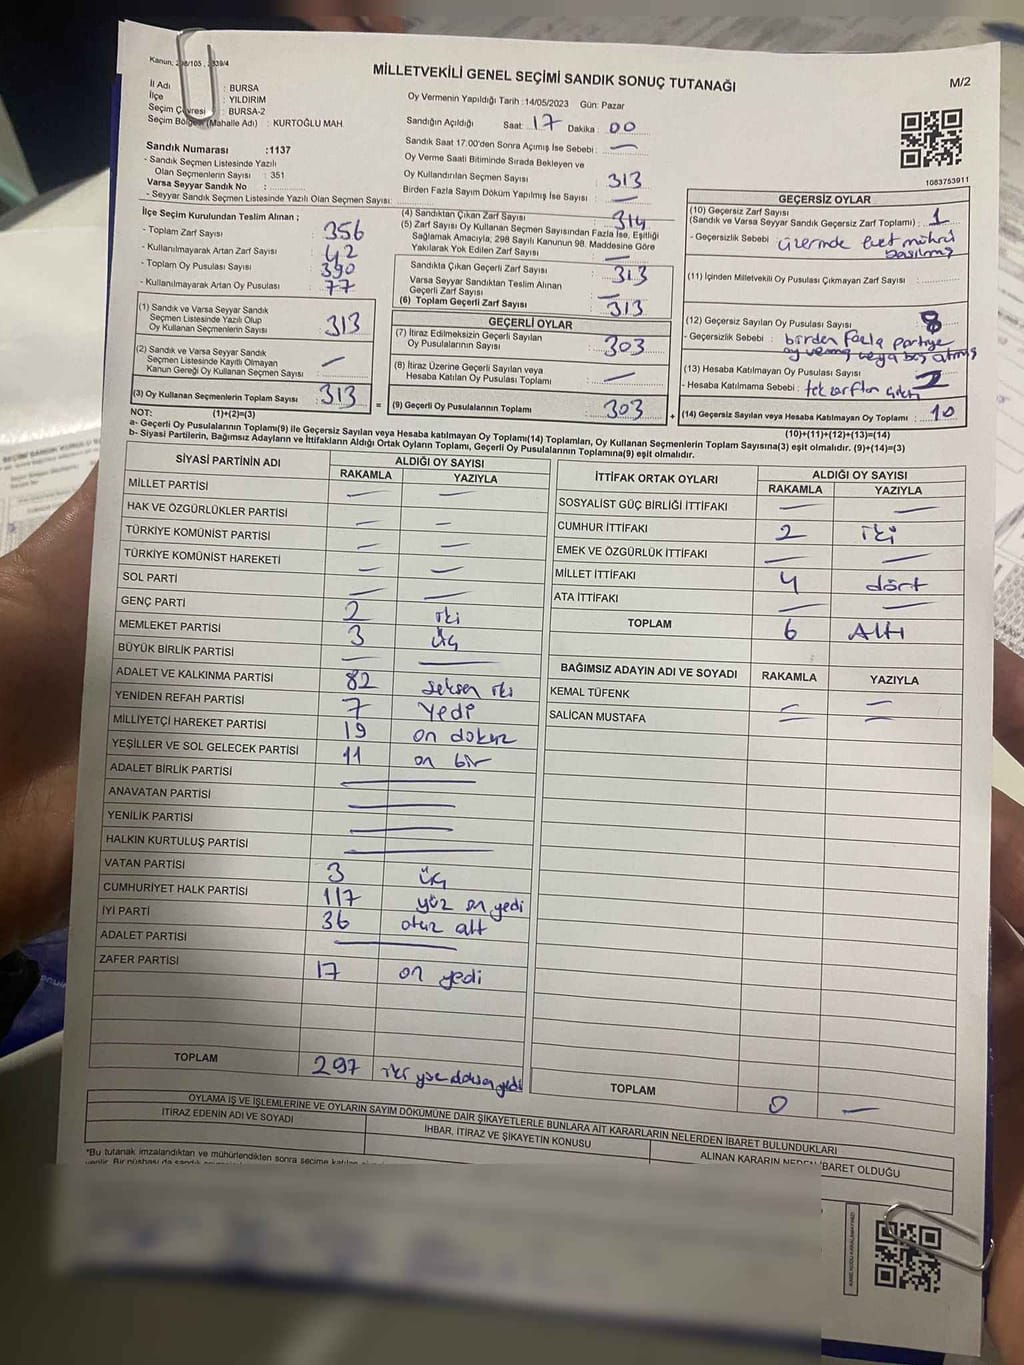 Kanun: 298/105, 2839/4
MİLLETVEKİLİ GENEL SEÇİMİ SANDIK SONUÇ TUTANAĞI
M/2
İl Adı : BURSA
İlçe : YILDIRIM
Seçim Çevresi : BURSA-2
Seçim Bölgesi (Mahalle Adı) : KURTOĞLU MAH.
Oy Vermenin Yapıldığı Tarih :14/05/2023 Gün: Pazar
Sandığın Açıldığı Saat: 17 Dakika : 00
Sandık Saat 17.00'den Sonra Açılmış İse Sebebi : —
Oy Verme Saati Bitiminde Sırada Bekleyen ve
Oy Kullandırılan Seçmen Sayısı : 313
Birden Fazla Sayım Döküm Yapılmış İse Sayısı : —
1063753911
Sandık Numarası :1137
- Sandık Seçmen Listesinde Yazılı
Olan Seçmenlerin Sayısı : 351
Varsa Seyyar Sandık No :
- Seyyar Sandık Seçmen Listesinde Yazılı Olan Seçmen Sayısı:
İlçe Seçim Kurulundan Teslim Alınan ;
- Toplam Zarf Sayısı : 356
- Kullanılmayarak Artan Zarf Sayısı : 42
- Toplam Oy Pusulası Sayısı : 390
- Kullanılmayarak Artan Oy Pusulası : 77
(1) Sandık ve Varsa Seyyar Sandık
Seçmen Listesinde Yazılı Olup
Oy Kullanan Seçmenlerin Sayısı : 313
(2) Sandık ve Varsa Seyyar Sandık
Seçmen Listesinde Kayıtlı Olmayan
Kanun Gereği Oy Kullanan Seçmen Sayısı : —
(3) Oy Kullanan Seçmenlerin Toplam Sayısı : 313 =
(4) Sandıktan Çıkan Zarf Sayısı : 314
(5) Zarf Sayısı Oy Kullanan Seçmen Sayısından Fazla İse, Eşitliği
Sağlamak Amacıyla, 298 Sayılı Kanunun 98. Maddesine Göre
Yakılarak Yok Edilen Zarf Sayısı : —
Sandıkta Çıkan Geçerli Zarf Sayısı : 313
Varsa Seyyar Sandıktan Teslim Alınan
Geçerli Zarf Sayısı : —
(6) Toplam Geçerli Zarf Sayısı : 313
GEÇERLİ OYLAR
(7) İtiraz Edilmeksizin Geçerli Sayılan
Oy Pusulalarının Sayısı : 303
(8) İtiraz Üzerine Geçerli Sayılan veya
Hesaba Katılan Oy Pusulası Toplamı : —
(9) Geçerli Oy Pusulalarının Toplamı : 303 +
GEÇERSİZ OYLAR
(10) Geçersiz Zarf Sayısı
(Sandık ve Varsa Seyyar Sandık Geçersiz Zarf Toplamı) : 1
- Geçersizlik Sebebi : üzerinde evet mührü
basılmış
(11) İçinden Milletvekili Oy Pusulası Çıkmayan Zarf Sayısı :
(12) Geçersiz Sayılan Oy Pusulası Sayısı : 8
- Geçersizlik Sebebi : birden fazla partiye
oy verme veya boş atmış
(13) Hesaba Katılmayan Oy Pusulası Sayısı : 2
- Hesaba Katılmama Sebebi : tek zarftan
(14) Geçersiz Sayılan veya Hesaba Katılmayan Oy Toplamı : 10
NOT: (1)+(2)=(3)
(10)+(11)+(12)+(13)=(14)
a- Geçerli Oy Pusulalarının Toplamı(9) ile Geçersiz Sayılan veya Hesaba katılmayan Oy Toplamı(14) Toplamları, Oy Kullanan Seçmenlerin Toplam Sayısına(3) eşit olmalıdır. (9)+(14)=(3)
b- Siyasi Partilerin, Bağımsız Adayların ve İttifakların Aldığı Ortak Oyların Toplamı, Geçerli Oy Pusulalarının Toplamına(9) eşit olmalıdır.
SİYASİ PARTİNİN ADI
ALDIĞI OY SAYISI
RAKAMLA YAZIYLA
MİLLET PARTİSİ — —
HAK VE ÖZGÜRLÜKLER PARTİSİ — —
TÜRKİYE KOMÜNİST PARTİSİ — —
TÜRKİYE KOMÜNİST HAREKETİ — —
SOL PARTİ — —
GENÇ PARTİ 2 iki
MEMLEKET PARTİSİ 3 üç
BÜYÜK BİRLİK PARTİSİ — —
ADALET VE KALKINMA PARTİSİ 82 seksen iki
YENİDEN REFAH PARTİSİ 7 Yedi
MİLLİYETÇİ HAREKET PARTİSİ 19 on dokuz
YEŞİLLER VE SOL GELECEK PARTİSİ 11 on bir
ADALET BİRLİK PARTİSİ —
ANAVATAN PARTİSİ —
YENİLİK PARTİSİ —
HALKIN KURTULUŞ PARTİSİ —
VATAN PARTİSİ 3 üç
CUMHURİYET HALK PARTİSİ 117 yüz on yedi
İYİ PARTİ 36 otuz altı
ADALET PARTİSİ —
ZAFER PARTİSİ 17 on yedi
TOPLAM 297 iki yüz doksan yedi
İTTİFAK ORTAK OYLARI
ALDIĞI OY SAYISI
RAKAMLA YAZIYLA
SOSYALİST GÜÇ BİRLİĞİ İTTİFAKI — —
CUMHUR İTTİFAKI 2 iki
EMEK VE ÖZGÜRLÜK İTTİFAKI — —
MİLLET İTTİFAKI 4 dört
ATA İTTİFAKI — —
TOPLAM 6 Altı
BAĞIMSIZ ADAYIN ADI VE SOYADI RAKAMLA YAZIYLA
KEMAL TÜFENK — —
SALİCAN MUSTAFA — —
TOPLAM 0 —
OYLAMA İŞ VE İŞLEMLERİNE VE OYLARIN SAYIM DÖKÜMÜNE DAİR ŞİKAYETLERLE BUNLARA AİT KARARLARIN NELERDEN İBARET BULUNDUKLARI
İTİRAZ EDENİN ADI VE SOYADI
İHBAR, İTİRAZ VE ŞİKAYETİN KONUSU
ALINAN KARARIN NEDEN İBARET OLDUĞU
"Bu tutanak imzalandıktan ve mühürlendikten sonra seçime katılan